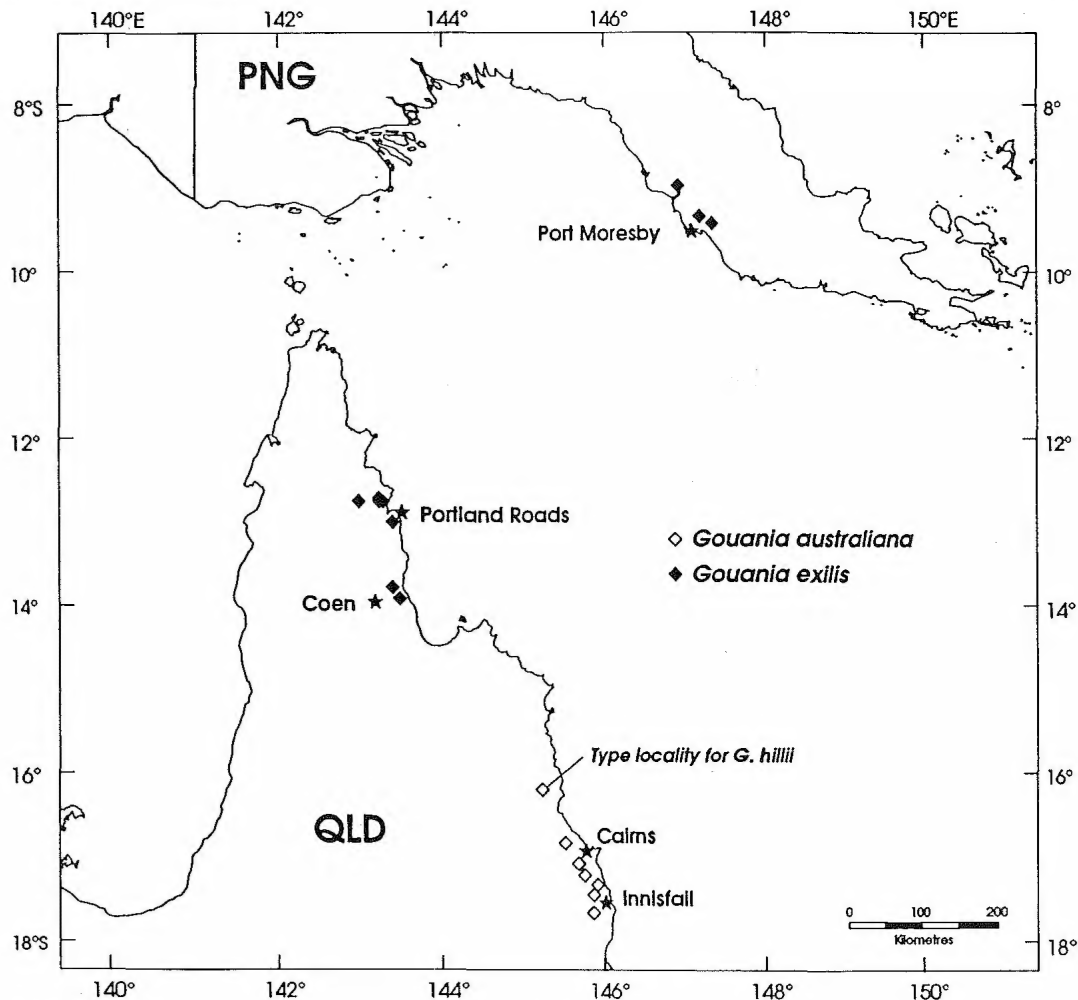 140°E 142° 144° 146° 148° 150°E
PNG
8°S 8°
Port Moresby
10° 10°
12° 12°
Portland Roads
Gouania australiana
Gouania exilis
Coen
14° 14°
Type locality for G. hillii
16° 16°
QLD
Cairns
Innisfail
0 100 200
Kilometres
18°S 18°
140° 142° 144° 146° 148° 150°